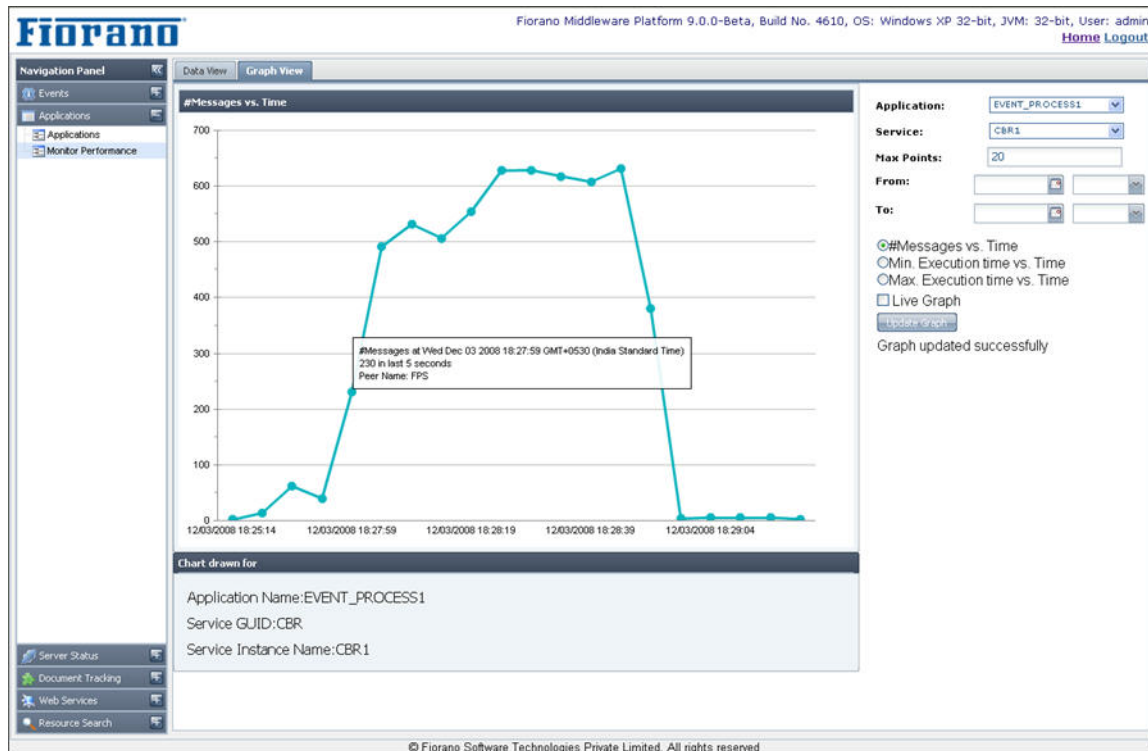 Fiorano
Fiorano Middleware Platform 9.0.0-Beta, Build No. 4610, OS: Windows XP 32-bit, JVM: 32-bit, User: admin
Home Logout
Navigation Panel
Events
Applications
Applications
Monitor Performance
Server Status
Document Tracking
Web Services
Resource Search
Data View
Graph View
#Messages vs. Time
700
600
500
400
300
200
100
0
12/03/2008 18:25:14
12/03/2008 18:27:59
12/03/2008 18:28:19
12/03/2008 18:28:39
12/03/2008 18:29:04
#Messages at Wed Dec 03 2008 18:27:59 GMT+0530 (India Standard Time)
230 in last 5 seconds
Peer Name: FPS
Chart drawn for
Application Name:EVENT_PROCESS1
Service GUID:CBR
Service Instance Name:CBR1
Application: EVENT_PROCESS1
Service: CBR1
Max Points: 20
From:
To:
#Messages vs. Time
Min. Execution time vs. Time
Max. Execution time vs. Time
Live Graph
Update Graph
Graph updated successfully
© Fiorano Software Technologies Private Limited. All rights reserved